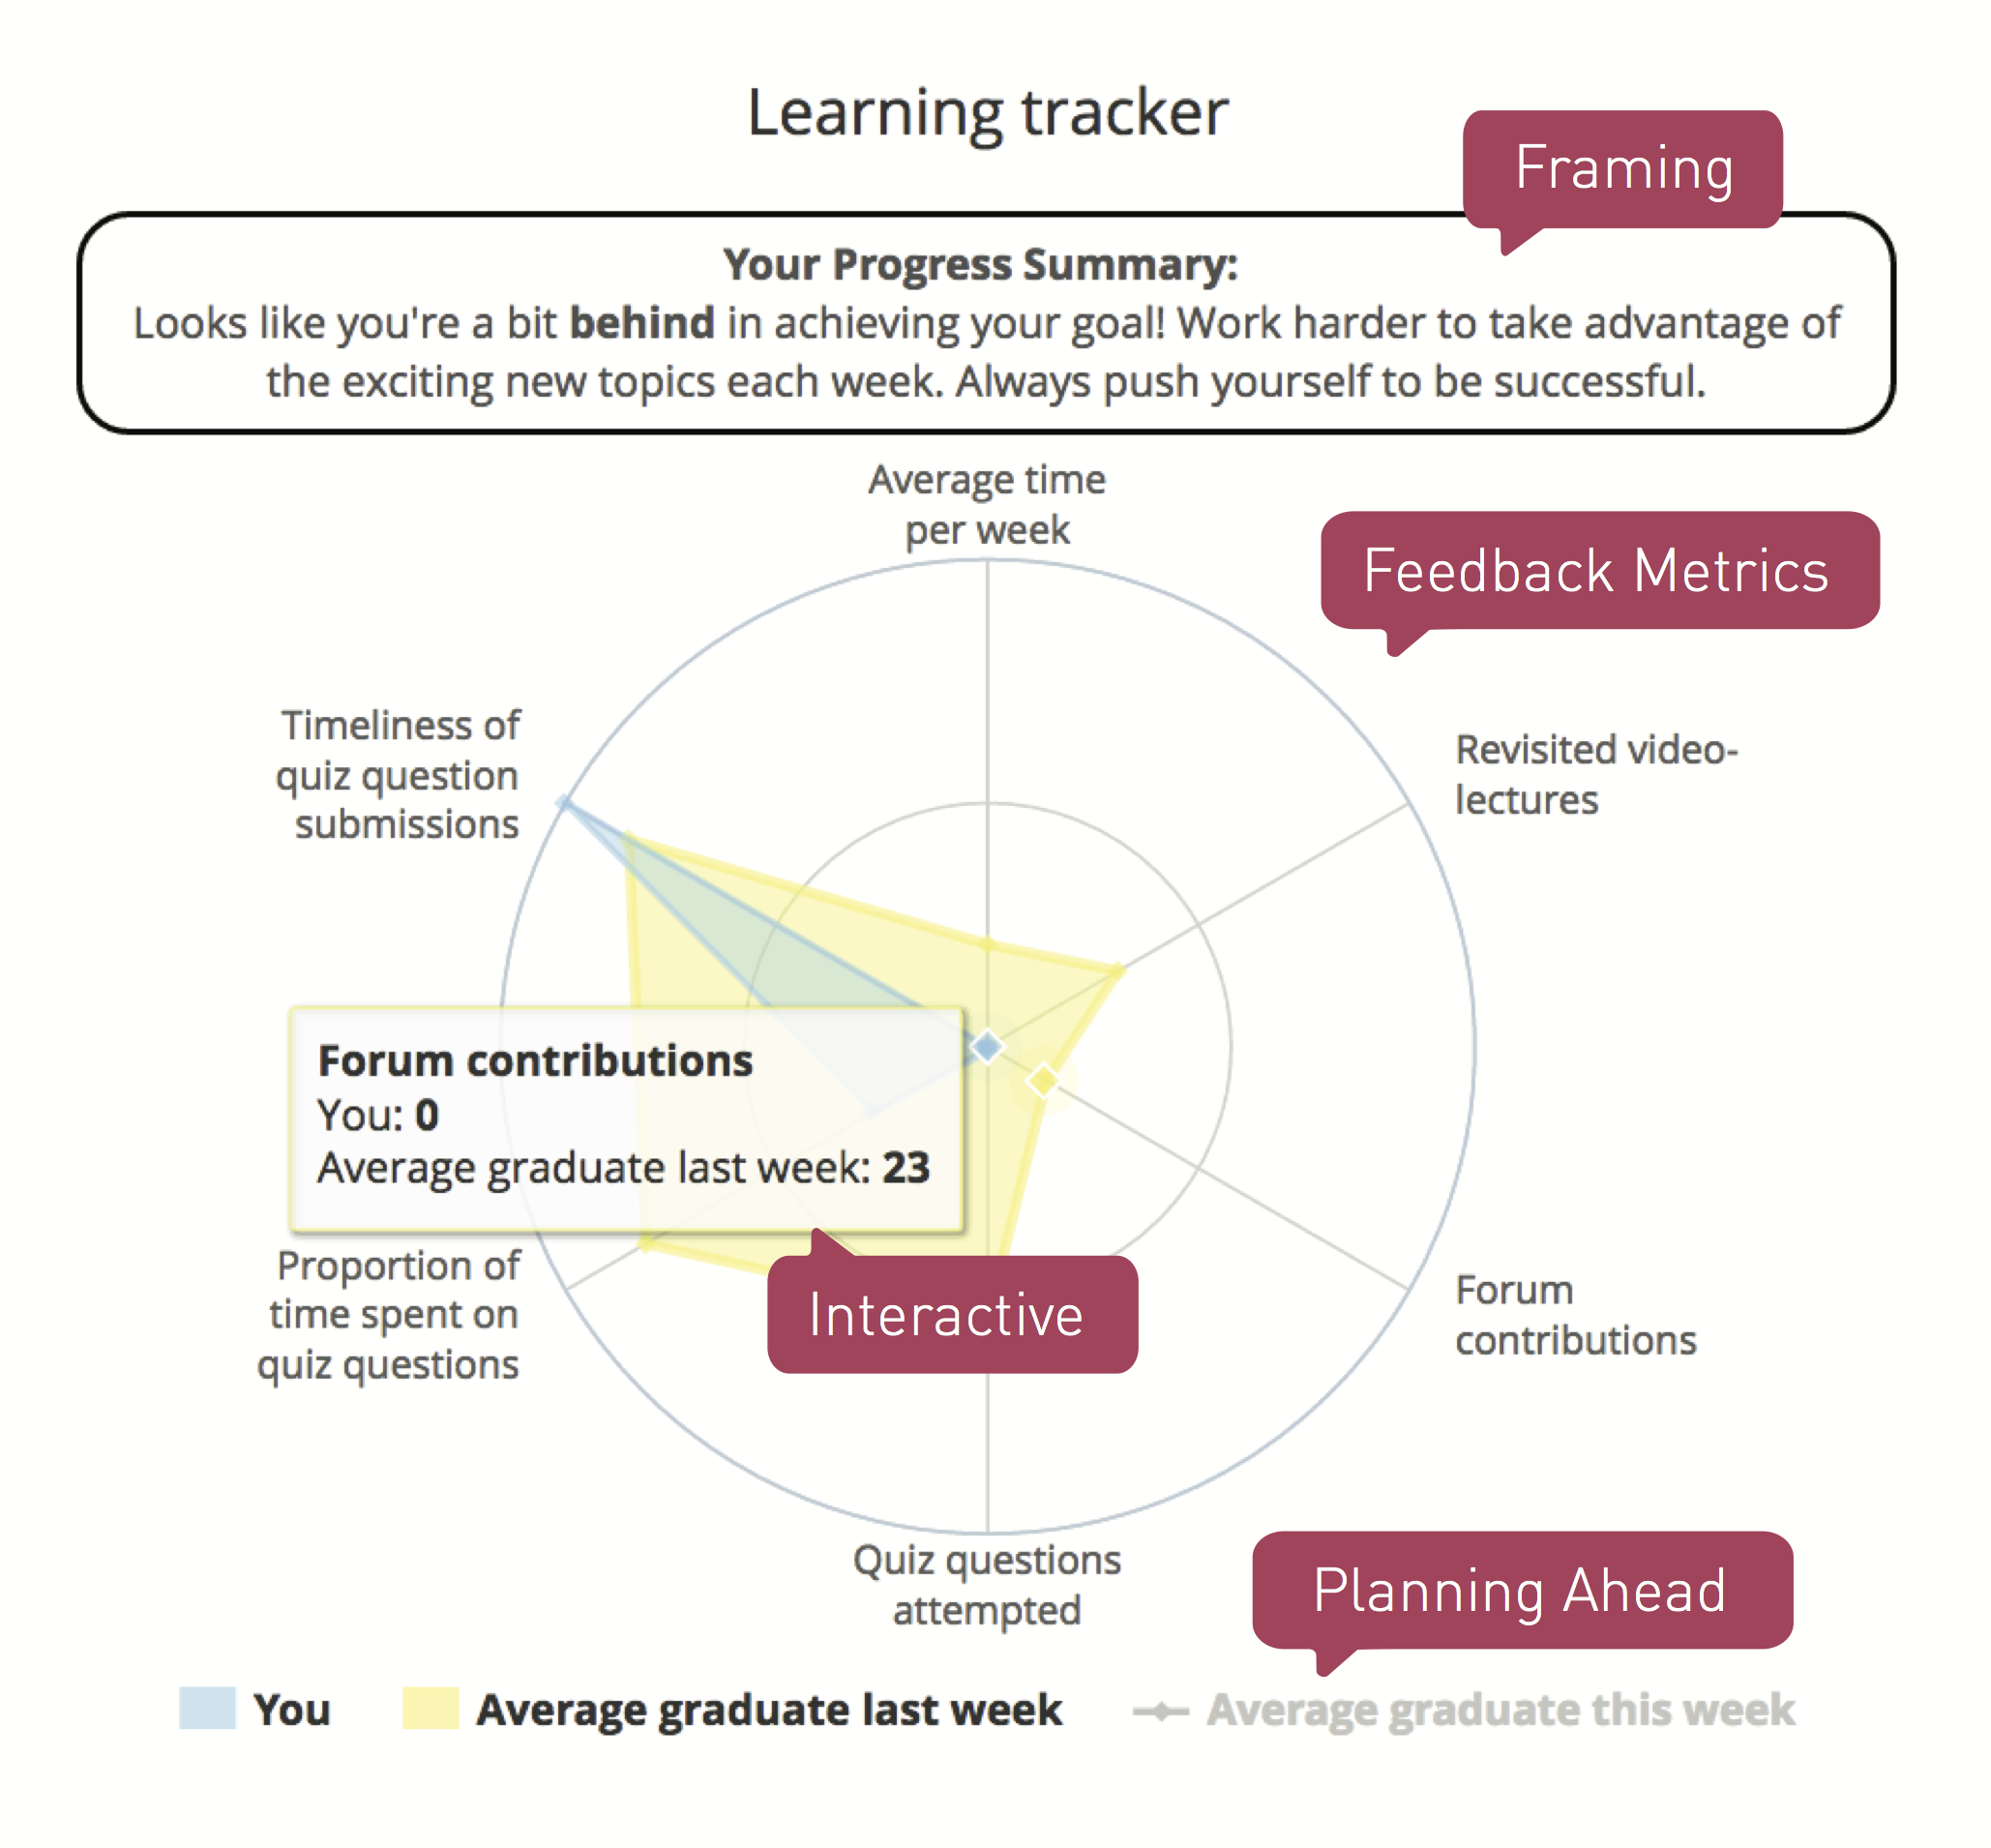 Learning tracker
Framing
Your Progress Summary:
Looks like you're a bit behind in achieving your goal! Work harder to take advantage of
the exciting new topics each week. Always push yourself to be successful.
Average time
per week
Feedback Metrics
Timeliness of
quiz question
submissions
Revisited video-
lectures
Forum contributions
You: 0
Average graduate last week: 23
Proportion of
time spent on
quiz questions
Interactive
Forum
contributions
Quiz questions
attempted
Planning Ahead
You
Average graduate last week
Average graduate this week